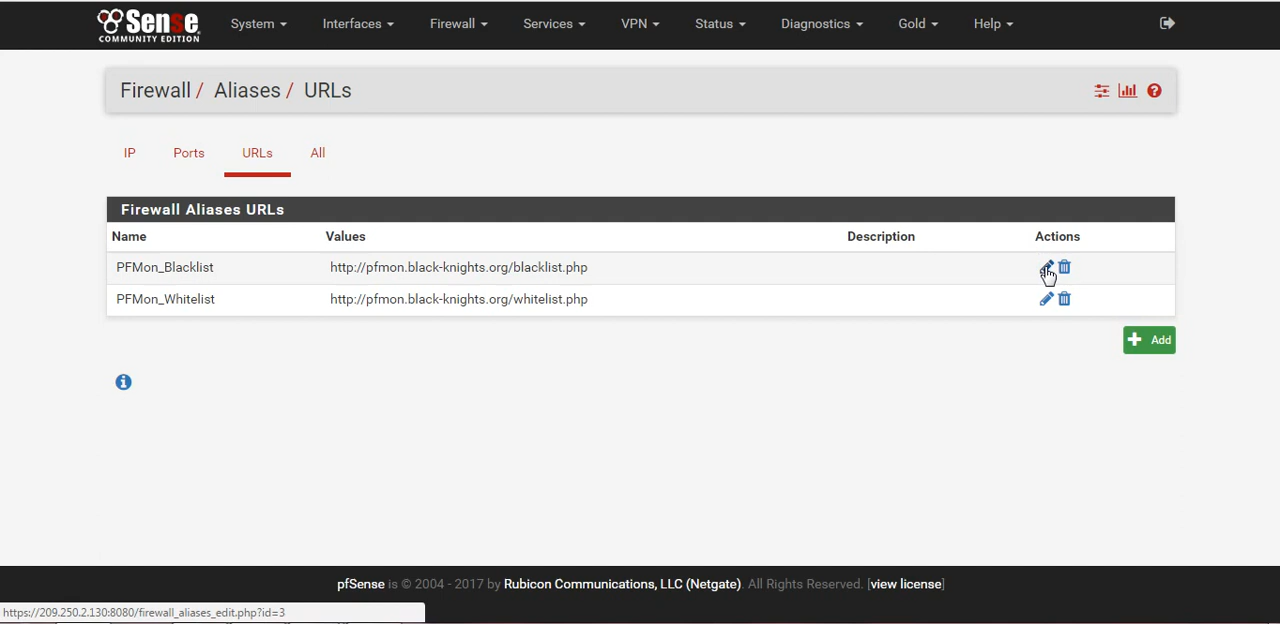 Sense
COMMUNITY EDITION
System
Interfaces
Firewall
Services
VPN
Status
Diagnostics
Gold
Help
Firewall / Aliases / URLs
IP
Ports
URLs
All
Firewall Aliases URLs
Name Values Description Actions
PFMon_Blacklist http://pfmon.black-knights.org/blacklist.php
PFMon_Whitelist http://pfmon.black-knights.org/whitelist.php
Add
pfSense is © 2004 - 2017 by Rubicon Communications, LLC (Netgate). All Rights Reserved. [view license]
https://209.250.2.130:8080/firewall_aliases_edit.php?id=3